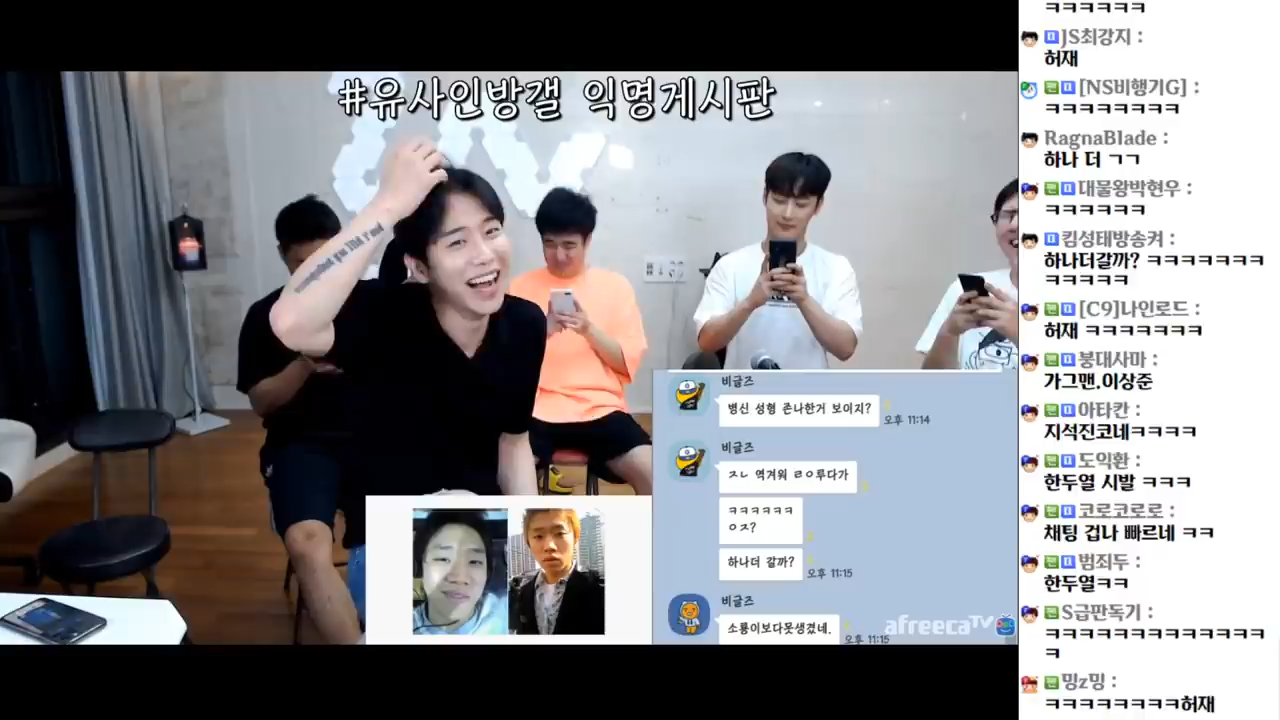 #유사인방갤 익명게시판
비글즈
병신 성형 존나한거 보이지?
오후 11:14
비글즈
ㅈㄴ 역겨워 ㄹㅇ루다가
ㅋㅋㅋㅋㅋㅋ
ㅇㅈ?
하나더 갈까?
오후 11:15
비글즈
소룡이보다못생겼네.
오후 11:15
afreecaTV
ㅋㅋㅋㅋㅋㅋ
JS최강지 :
허재
[NS비행기G] :
ㅋㅋㅋㅋㅋㅋㅋㅋ
RagnaBlade :
하나 더 ㄱㄱ
대물왕박현우 :
ㅋㅋㅋㅋㅋㅋ
킴성태방송켜 :
하나더갈까? ㅋㅋㅋㅋㅋㅋㅋ
ㅋㅋㅋㅋㅋ
[C9]나인로드 :
허재 ㅋㅋㅋㅋㅋㅋㅋ
붕대사마 :
가그맨.이상준
아타칸 :
지석진코네ㅋㅋㅋㅋ
도익환 :
한두열 시발 ㅋㅋㅋ
코로코로로 :
채팅 겁나 빠르네 ㅋㅋ
범죄두 :
한두열ㅋㅋ
S급판독기 :
ㅋㅋㅋㅋㅋㅋㅋㅋㅋㅋㅋㅋㅋ
ㅋ
밍z밍 :
ㅋㅋㅋㅋㅋㅋㅋㅋ허재